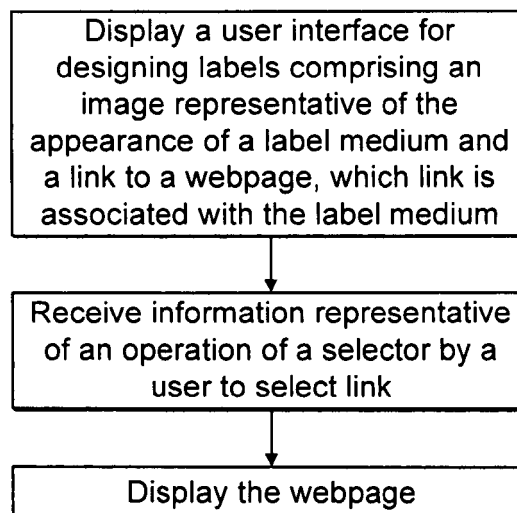 Display a user interface for
designing labels comprising an
image representative of the
appearance of a label medium and
a link to a webpage, which link is
associated with the label medium
Receive information representative
of an operation of a selector by a
user to select link
Display the webpage